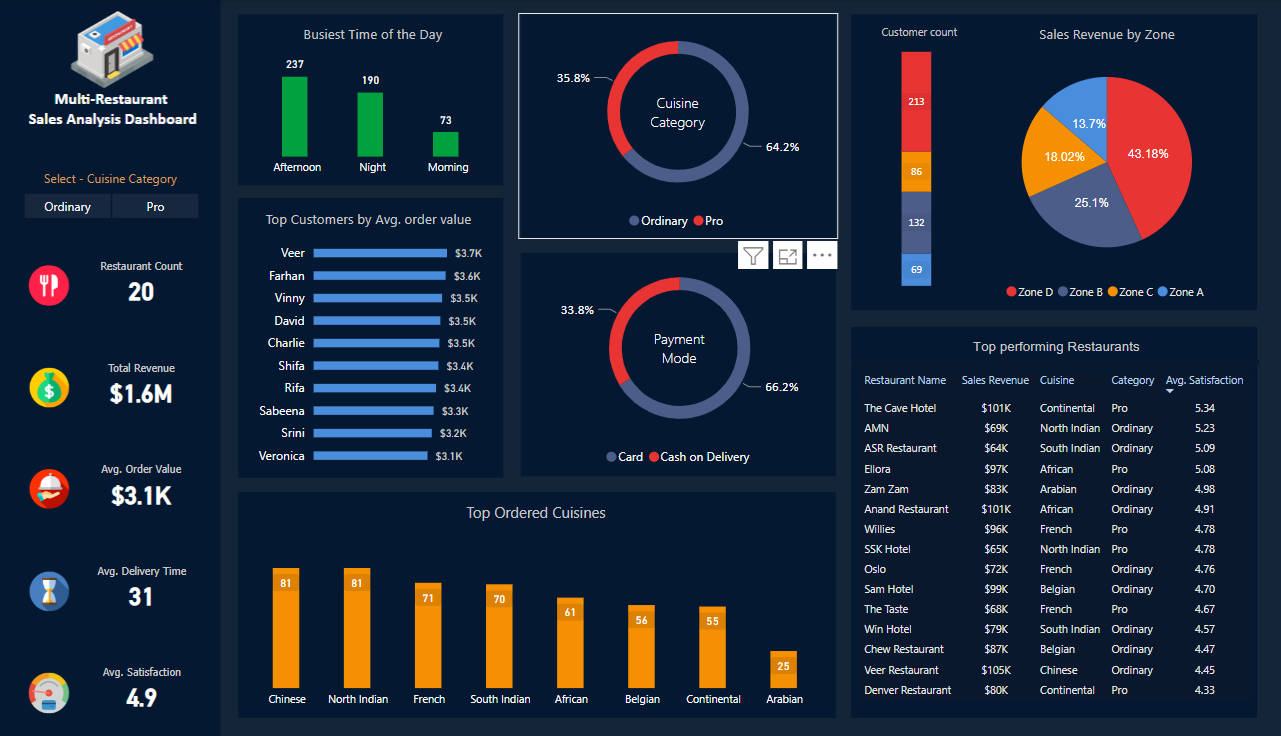 Multi-Restaurant
Sales Analysis Dashboard
Select - Cuisine Category
Ordinary Pro
Restaurant Count
20
Total Revenue
$1.6M
Avg. Order Value
$3.1K
Avg. Delivery Time
31
Avg. Satisfaction
4.9
Busiest Time of the Day
237
190
73
Afternoon Night Morning
Top Customers by Avg. order value
Veer $3.7K
Farhan $3.6K
Vinny $3.5K
David $3.5K
Charlie $3.5K
Shifa $3.4K
Rifa $3.4K
Sabeena $3.3K
Srini $3.2K
Veronica $3.1K
35.8%
Cuisine
Category
64.2%
Ordinary Pro
33.8%
Payment
Mode
66.2%
Card Cash on Delivery
Top Ordered Cuisines
81 81 71 70 61 56 55 25
Chinese North Indian French South Indian African Belgian Continental Arabian
Customer count
213
86
132
69
Sales Revenue by Zone
13.7%
18.02%
43.18%
25.1%
Zone D Zone B Zone C Zone A
Top performing Restaurants
Restaurant Name Sales Revenue Cuisine Category Avg. Satisfaction
The Cave Hotel $101K Continental Pro 5.34
AMN $69K North Indian Ordinary 5.23
ASR Restaurant $64K South Indian Ordinary 5.09
Ellora $97K African Pro 5.08
Zam Zam $83K Arabian Ordinary 4.98
Anand Restaurant $101K African Ordinary 4.91
Willies $96K French Pro 4.78
SSK Hotel $65K North Indian Pro 4.78
Oslo $72K French Ordinary 4.76
Sam Hotel $99K Belgian Ordinary 4.70
The Taste $68K French Pro 4.67
Win Hotel $79K South Indian Ordinary 4.57
Chew Restaurant $87K Belgian Ordinary 4.47
Veer Restaurant $105K Chinese Ordinary 4.45
Denver Restaurant $80K Continental Pro 4.33